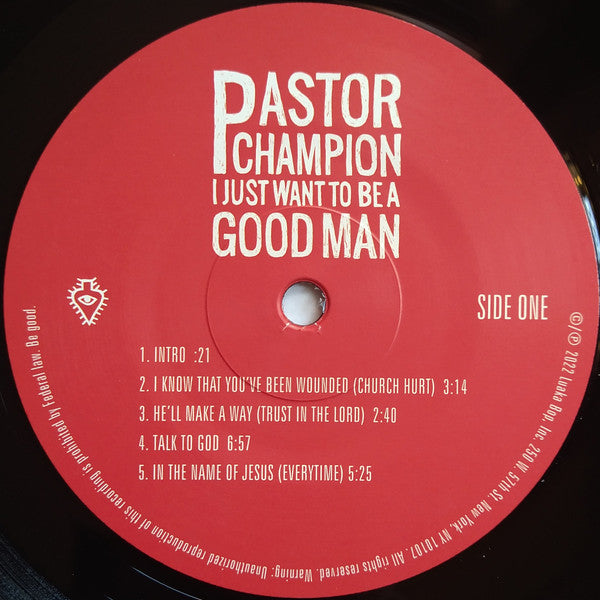 PASTOR
CHAMPION
I JUST WANT TO BE A
GOOD MAN
SIDE ONE
1. INTRO :21
2. I KNOW THAT YOU'VE BEEN WOUNDED (CHURCH HURT) 3:14
3. HE'LL MAKE A WAY (TRUST IN THE LORD) 2:40
4. TALK TO GOD 6:57
5. IN THE NAME OF JESUS (EVERYTIME) 5:25
©/℗ 2022 Luaka Bop, Inc. 250 W. 57th St. New York, NY 10107. All rights reserved. Warning: Unauthorized reproduction of this recording is prohibited by Federal law. Be good.